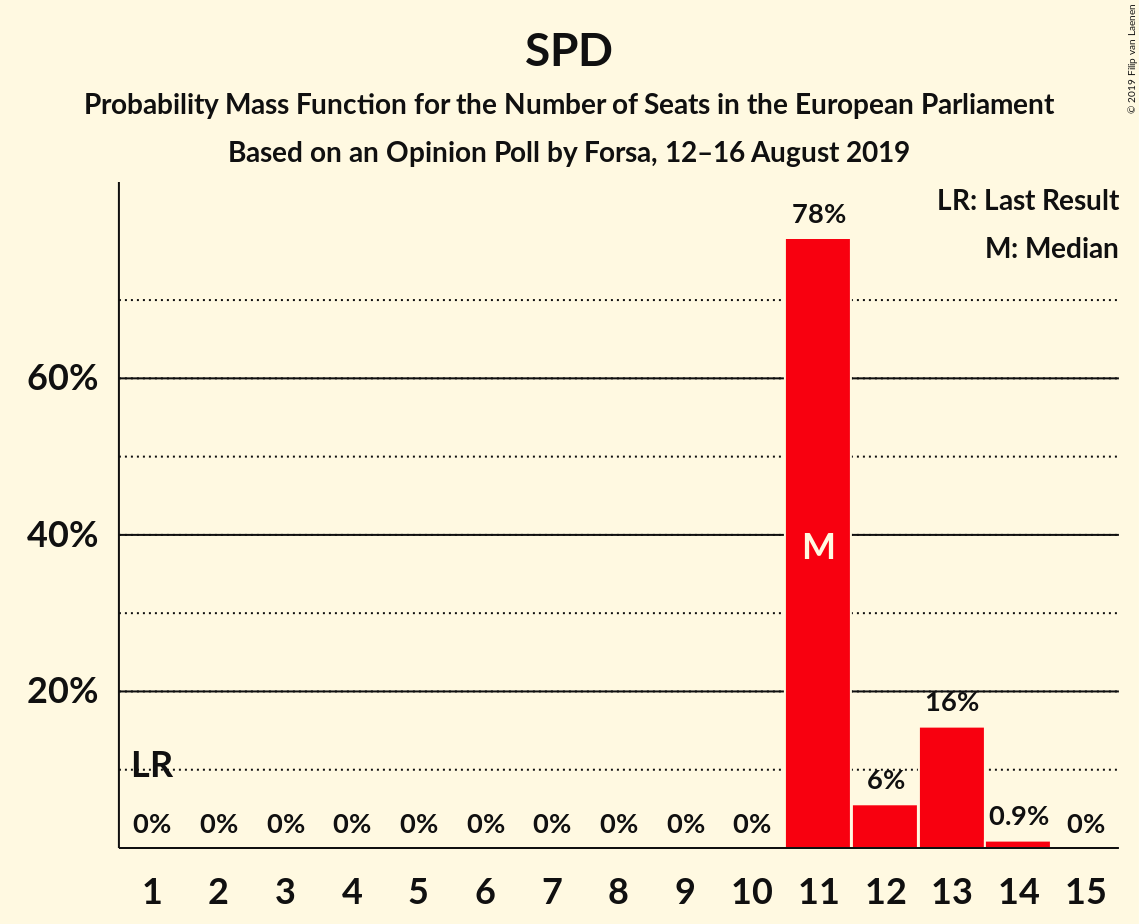 SPD
Probability Mass Function for the Number of Seats in the European Parliament
Based on an Opinion Poll by Forsa, 12–16 August 2019
© 2019 Filip van Laenen
LR: Last Result
M: Median
78%
60%
40%
M
20%
16%
LR
6%
0% 0% 0% 0% 0% 0% 0% 0% 0% 0% 0.9% 0%
1 2 3 4 5 6 7 8 9 10 11 12 13 14 15